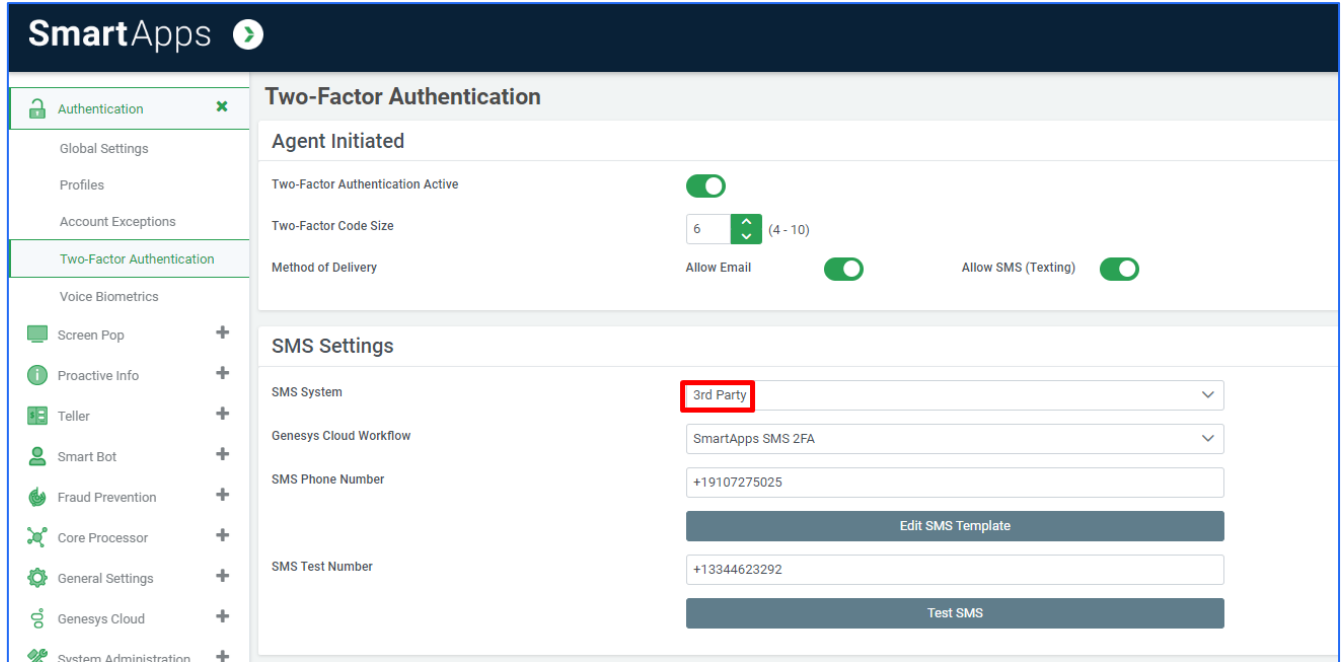 SmartApps
Authentication
Global Settings
Profiles
Account Exceptions
Two-Factor Authentication
Voice Biometrics
Screen Pop
Proactive Info
Teller
Smart Bot
Fraud Prevention
Core Processor
General Settings
Genesys Cloud
System Administration
Two-Factor Authentication
Agent Initiated
Two-Factor Authentication Active
Two-Factor Code Size
6 (4 - 10)
Method of Delivery
Allow Email
Allow SMS (Texting)
SMS Settings
SMS System
3rd Party
Genesys Cloud Workflow
SmartApps SMS 2FA
SMS Phone Number
+19107275025
Edit SMS Template
SMS Test Number
+13344623292
Test SMS